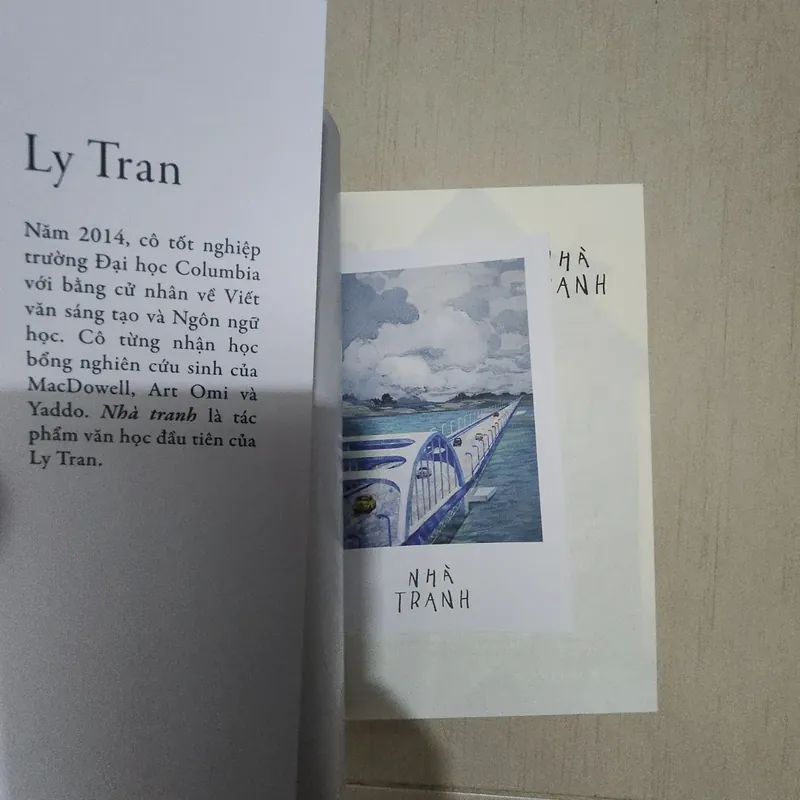 Ly Tran
Năm 2014, cô tốt nghiệp
trường Đại học Columbia
với bằng cử nhân về Viết
văn sáng tạo và Ngôn ngữ
học. Cô từng nhận học
bổng nghiên cứu sinh của
MacDowell, Art Omi và
Yaddo. Nhà tranh là tác
phẩm văn học đầu tiên của
Ly Tran.
NHÀ
TRANH
NHÀ
TRANH